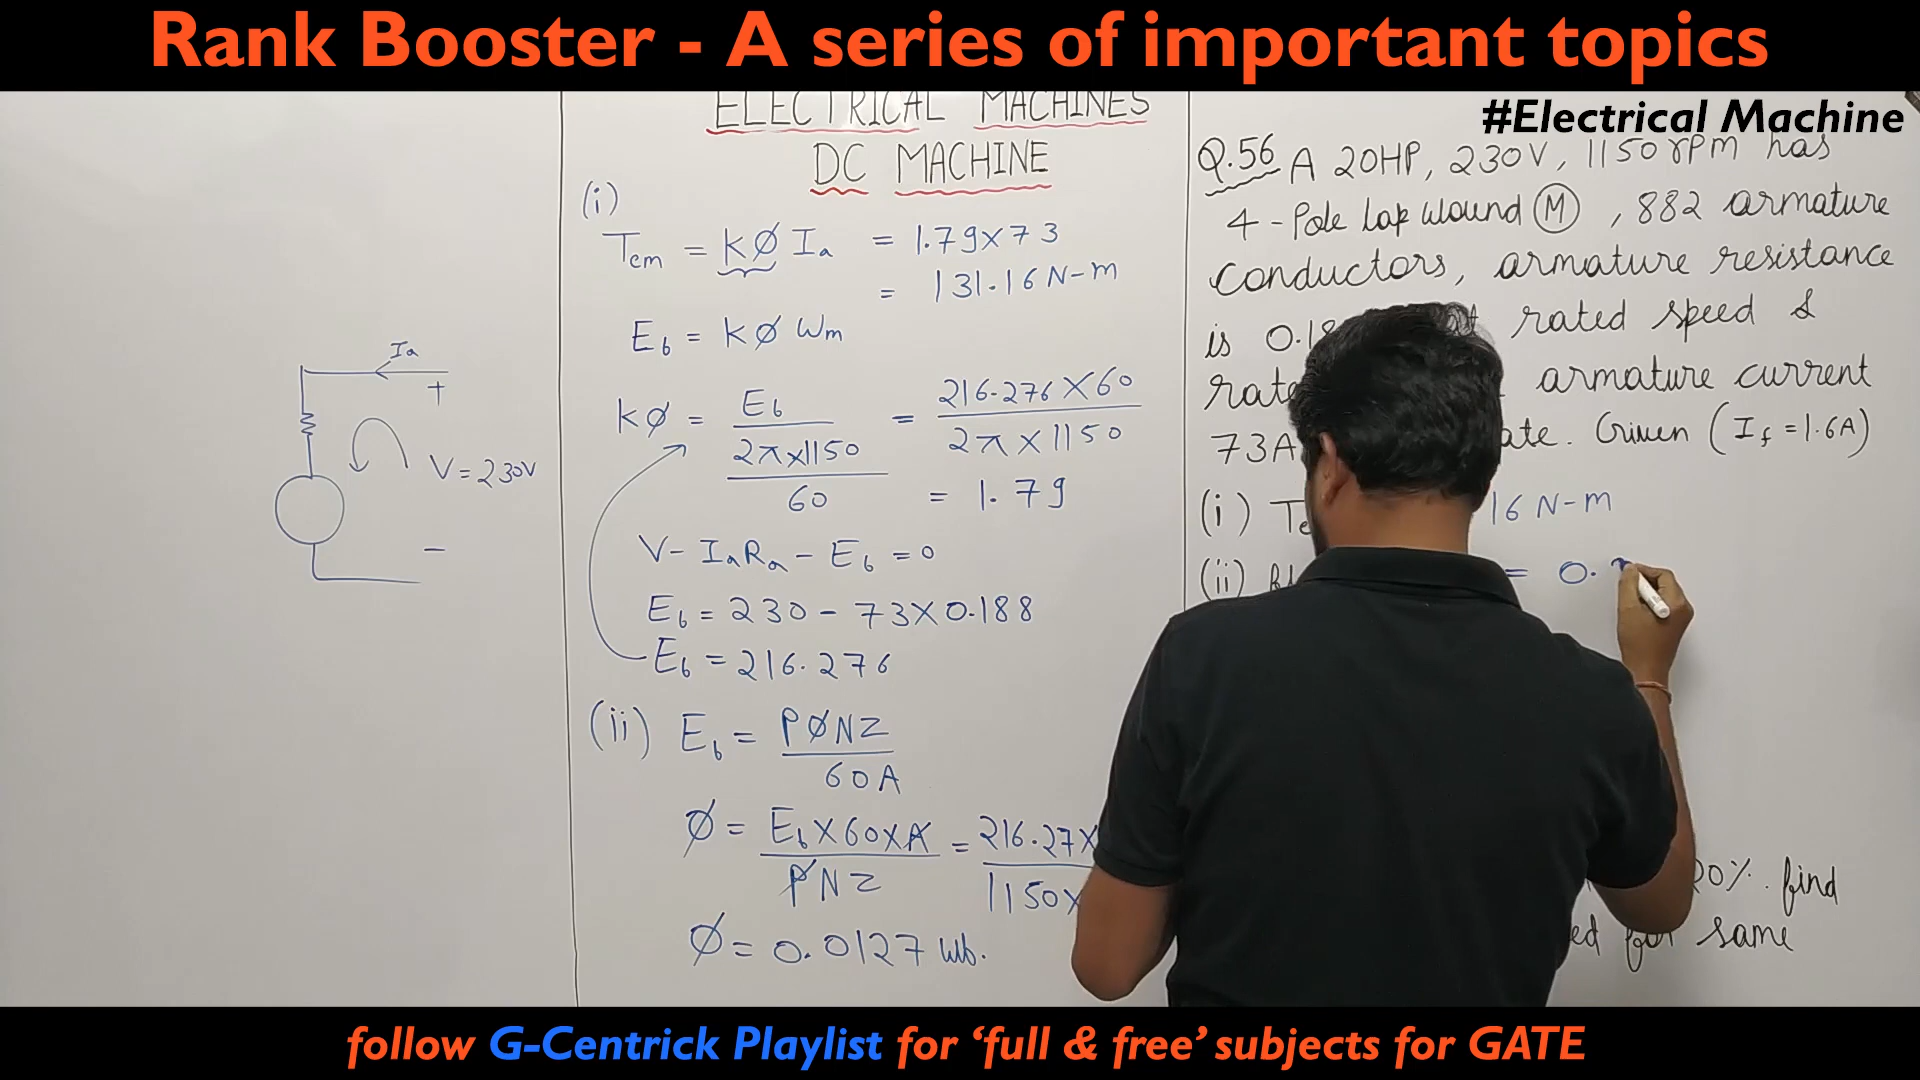 Rank Booster - A series of important topics
#Electrical Machine
ELECTRICAL MACHINES
DC MACHINE
Ia
+
V = 230V
-
(i)
Tem = KØ Ia = 1.79×73
= 131.16 N-m
Eb = KØ Wm
KØ = Eb / (2π×1150 / 60) = 216.276 × 60 / 2π × 1150
= 1.79
V - IaRa - Eb = 0
Eb = 230 - 73×0.188
Eb = 216.276
(ii) Eb = PØNZ / 60A
Ø = Eb×60×A / PNZ = 216.27× / 1150×
Ø = 0.0127 wb.
Q.56 A 20HP, 230V, 1150rpm has
4-Pole lap wound (M), 882 armature
conductors, armature resistance
is rated speed &
armature current
73A Given (If = 1.6A)
(i) 16 N-m
(ii) = 0.
20%. find
for same
follow G-Centrick Playlist for ‘full & free’ subjects for GATE